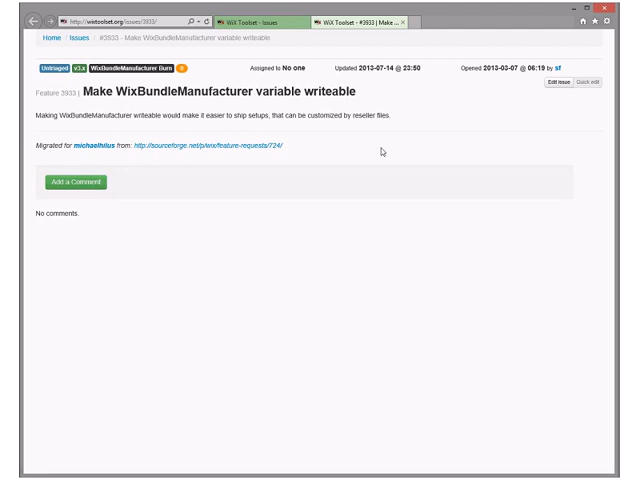 http://wixtoolset.org/issues/3933/
WiX Toolset - Issues
WiX Toolset - #3933 | Make ...
Home / Issues / #3933 - Make WixBundleManufacturer variable writeable
Untriaged v3.x WixBundleManufacturer Burn 0 Assigned to No one Updated 2013-07-14 @ 23:50 Opened 2013-03-07 @ 06:19 by sf
Edit issue Quick edit
Feature 3933 | Make WixBundleManufacturer variable writeable
Making WixBundleManufacturer writeable would make it easier to ship setups, that can be customized by reseller files.
Migrated for michaelhilus from: http://sourceforge.net/p/wix/feature-requests/724/
Add a Comment
No comments.